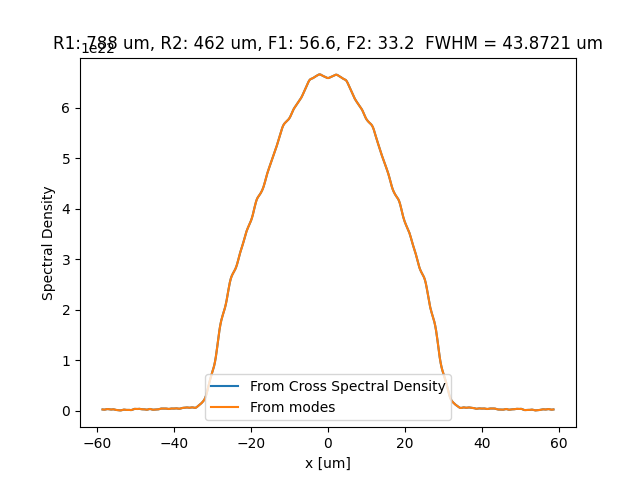 R1: 788 um, R2: 462 um, F1: 56.6, F2: 33.2  FWHM = 43.8721 um
1e22
6
5
4
3
2
1
0
Spectral Density
From Cross Spectral Density
From modes
−60 −40 −20 0 20 40 60
x [um]